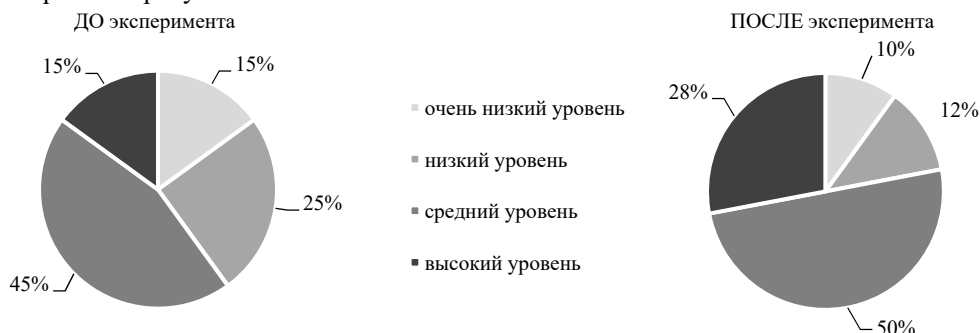 ДО эксперимента
15%
15%
25%
45%
очень низкий уровень
низкий уровень
средний уровень
высокий уровень
ПОСЛЕ эксперимента
10%
28%
12%
50%